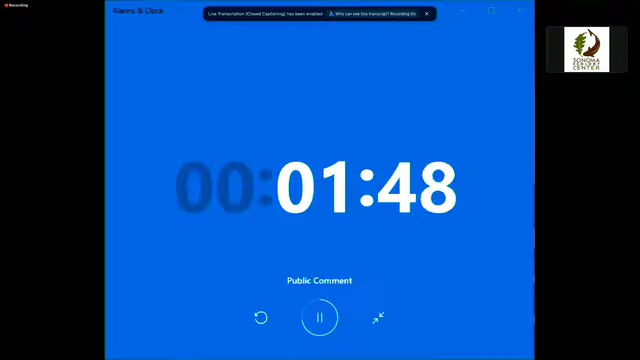 Recording
Alarms & Clock
Live Transcription (Closed Captioning) has been enabled
Who can see this transcript? Recording On
SONOMA
ECOLOGY
CENTER
00:01:48
Public Comment